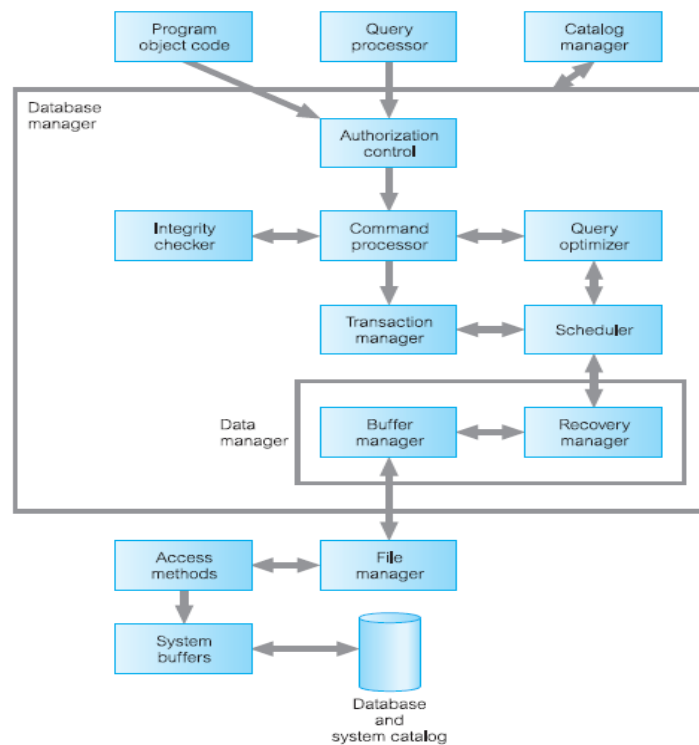 Program
object code
Query
processor
Catalog
manager
Database
manager
Authorization
control
Integrity
checker
Command
processor
Query
optimizer
Transaction
manager
Scheduler
Data
manager
Buffer
manager
Recovery
manager
Access
methods
File
manager
System
buffers
Database
and
system catalog